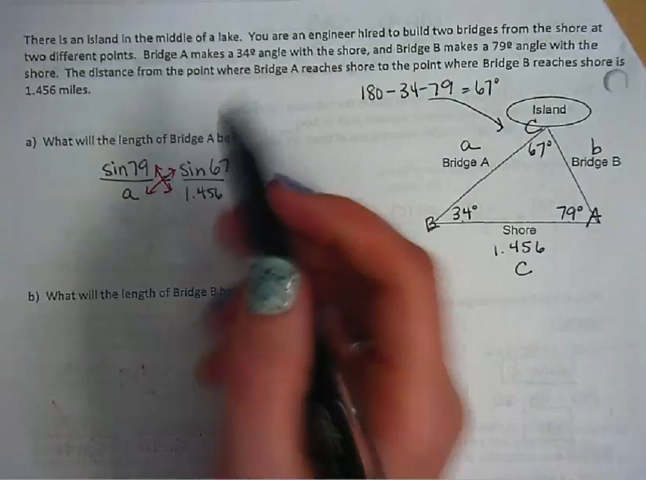 There is an island in the middle of a lake. You are an engineer hired to build two bridges from the shore at
two different points. Bridge A makes a 34º angle with the shore, and Bridge B makes a 79º angle with the
shore. The distance from the point where Bridge A reaches shore to the point where Bridge B reaches shore is
1.456 miles.
180-34-79 = 67°
Island
C
67°
a
Bridge A
b
Bridge B
B
34°
79°
A
Shore
1.456
C
a) What will the length of Bridge A be
sin79
a
sin67
1.456
b) What will the length of Bridge B